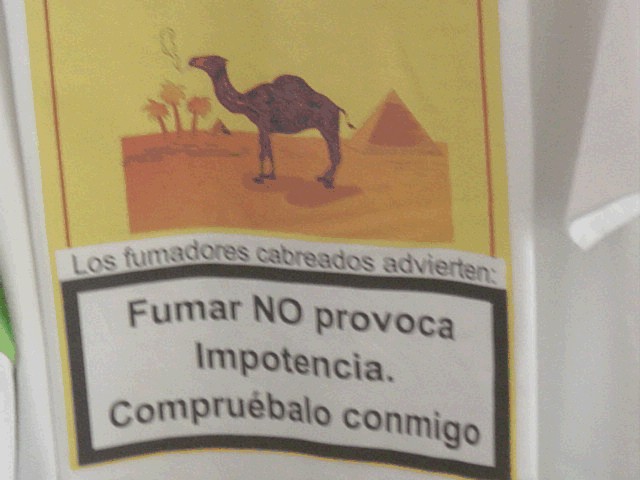 Los fumadores cabreados advierten:
Fumar NO provoca
Impotencia.
Compruébalo conmigo